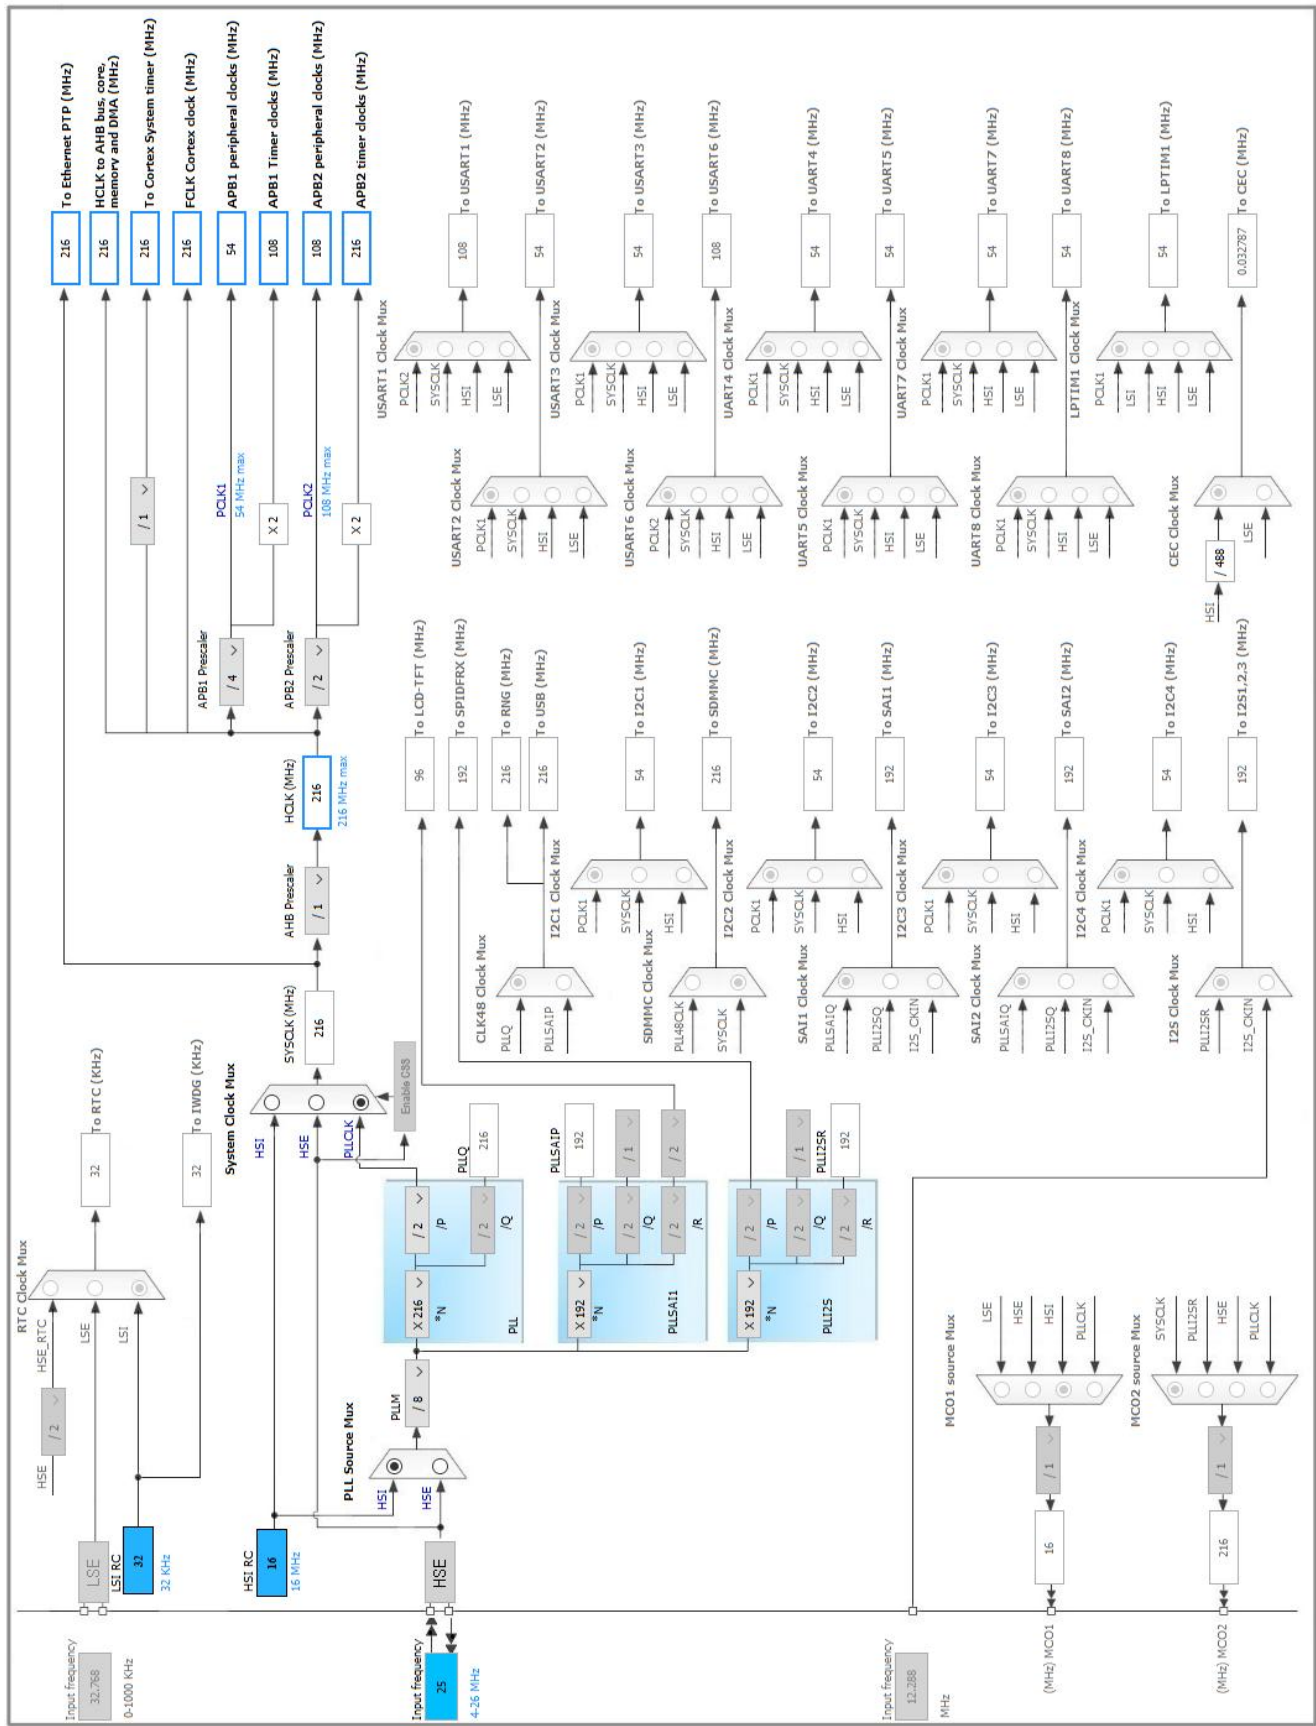 Input frequency
32.768
0-1000 KHz
LSE
LSI RC
32
32 KHz
HSE
/ 2
HSE_RTC
LSE
LSI
RTC Clock Mux
32
To RTC (KHz)
32
To IWDG (KHz)
HSI RC
16
16 MHz
Input frequency
25
4-26 MHz
HSE
PLL Source Mux
HSI
HSE
PLLM
/ 8
X 216
*N
/ 2
/P
/ 2
/Q
PLL
PLLQ
216
X 192
*N
/ 2
/P
/ 2
/Q
/ 2
/R
PLLSAI1
PLLSAIP
192
/ 1
/ 2
X 192
*N
/ 2
/P
/ 2
/Q
/ 2
/R
PLLI2S
/ 1
PLLI2SR
192
System Clock Mux
HSI
HSE
PLLCLK
Enable CSS
SYSCLK (MHz)
216
AHB Prescaler
/ 1
HCLK (MHz)
216
216 MHz max
APB1 Prescaler
/ 4
APB2 Prescaler
/ 2
/ 1
PCLK1
54 MHz max
X 2
PCLK2
108 MHz max
X 2
216
To Ethernet PTP (MHz)
216
HCLK to AHB bus, core,
memory and DMA (MHz)
216
To Cortex System timer (MHz)
216
FCLK Cortex clock (MHz)
54
APB1 peripheral clocks (MHz)
108
APB1 Timer clocks (MHz)
108
APB2 peripheral clocks (MHz)
216
APB2 timer clocks (MHz)
96
To LCD-TFT (MHz)
192
To SPIDFRX (MHz)
216
To RNG (MHz)
216
To USB (MHz)
CLK48 Clock Mux
PLLQ
PLLSAIP
I2C1 Clock Mux
PCLK1
SYSCLK
HSI
54
To I2C1 (MHz)
SDMMC Clock Mux
PLL48CLK
SYSCLK
216
To SDMMC (MHz)
I2C2 Clock Mux
PCLK1
SYSCLK
HSI
54
To I2C2 (MHz)
SAI1 Clock Mux
PLLSAIQ
PLLI2SQ
I2S_CKIN
192
To SAI1 (MHz)
I2C3 Clock Mux
PCLK1
SYSCLK
HSI
54
To I2C3 (MHz)
SAI2 Clock Mux
PLLSAIQ
PLLI2SQ
I2S_CKIN
192
To SAI2 (MHz)
I2C4 Clock Mux
PCLK1
SYSCLK
HSI
54
To I2C4 (MHz)
I2S Clock Mux
PLLI2SR
I2S_CKIN
192
To I2S1,2,3 (MHz)
USART1 Clock Mux
PCLK2
SYSCLK
HSI
LSE
108
To USART1 (MHz)
USART2 Clock Mux
PCLK1
SYSCLK
HSI
LSE
54
To USART2 (MHz)
USART3 Clock Mux
PCLK1
SYSCLK
HSI
LSE
54
To USART3 (MHz)
USART6 Clock Mux
PCLK2
SYSCLK
HSI
LSE
108
To USART6 (MHz)
UART4 Clock Mux
PCLK1
SYSCLK
HSI
LSE
54
To UART4 (MHz)
UART5 Clock Mux
PCLK1
SYSCLK
HSI
LSE
54
To UART5 (MHz)
UART7 Clock Mux
PCLK1
SYSCLK
HSI
LSE
54
To UART7 (MHz)
UART8 Clock Mux
PCLK1
SYSCLK
HSI
LSE
54
To UART8 (MHz)
LPTIM1 Clock Mux
PCLK1
LSI
HSI
LSE
54
To LPTIM1 (MHz)
CEC Clock Mux
HSI
/ 488
LSE
0.032787
To CEC (MHz)
Input frequency
12.288
MHz
MCO1 source Mux
LSE
HSE
HSI
PLLCLK
/ 1
16
(MHz) MCO1
MCO2 source Mux
SYSCLK
PLLI2SR
HSE
PLLCLK
/ 1
216
(MHz) MCO2